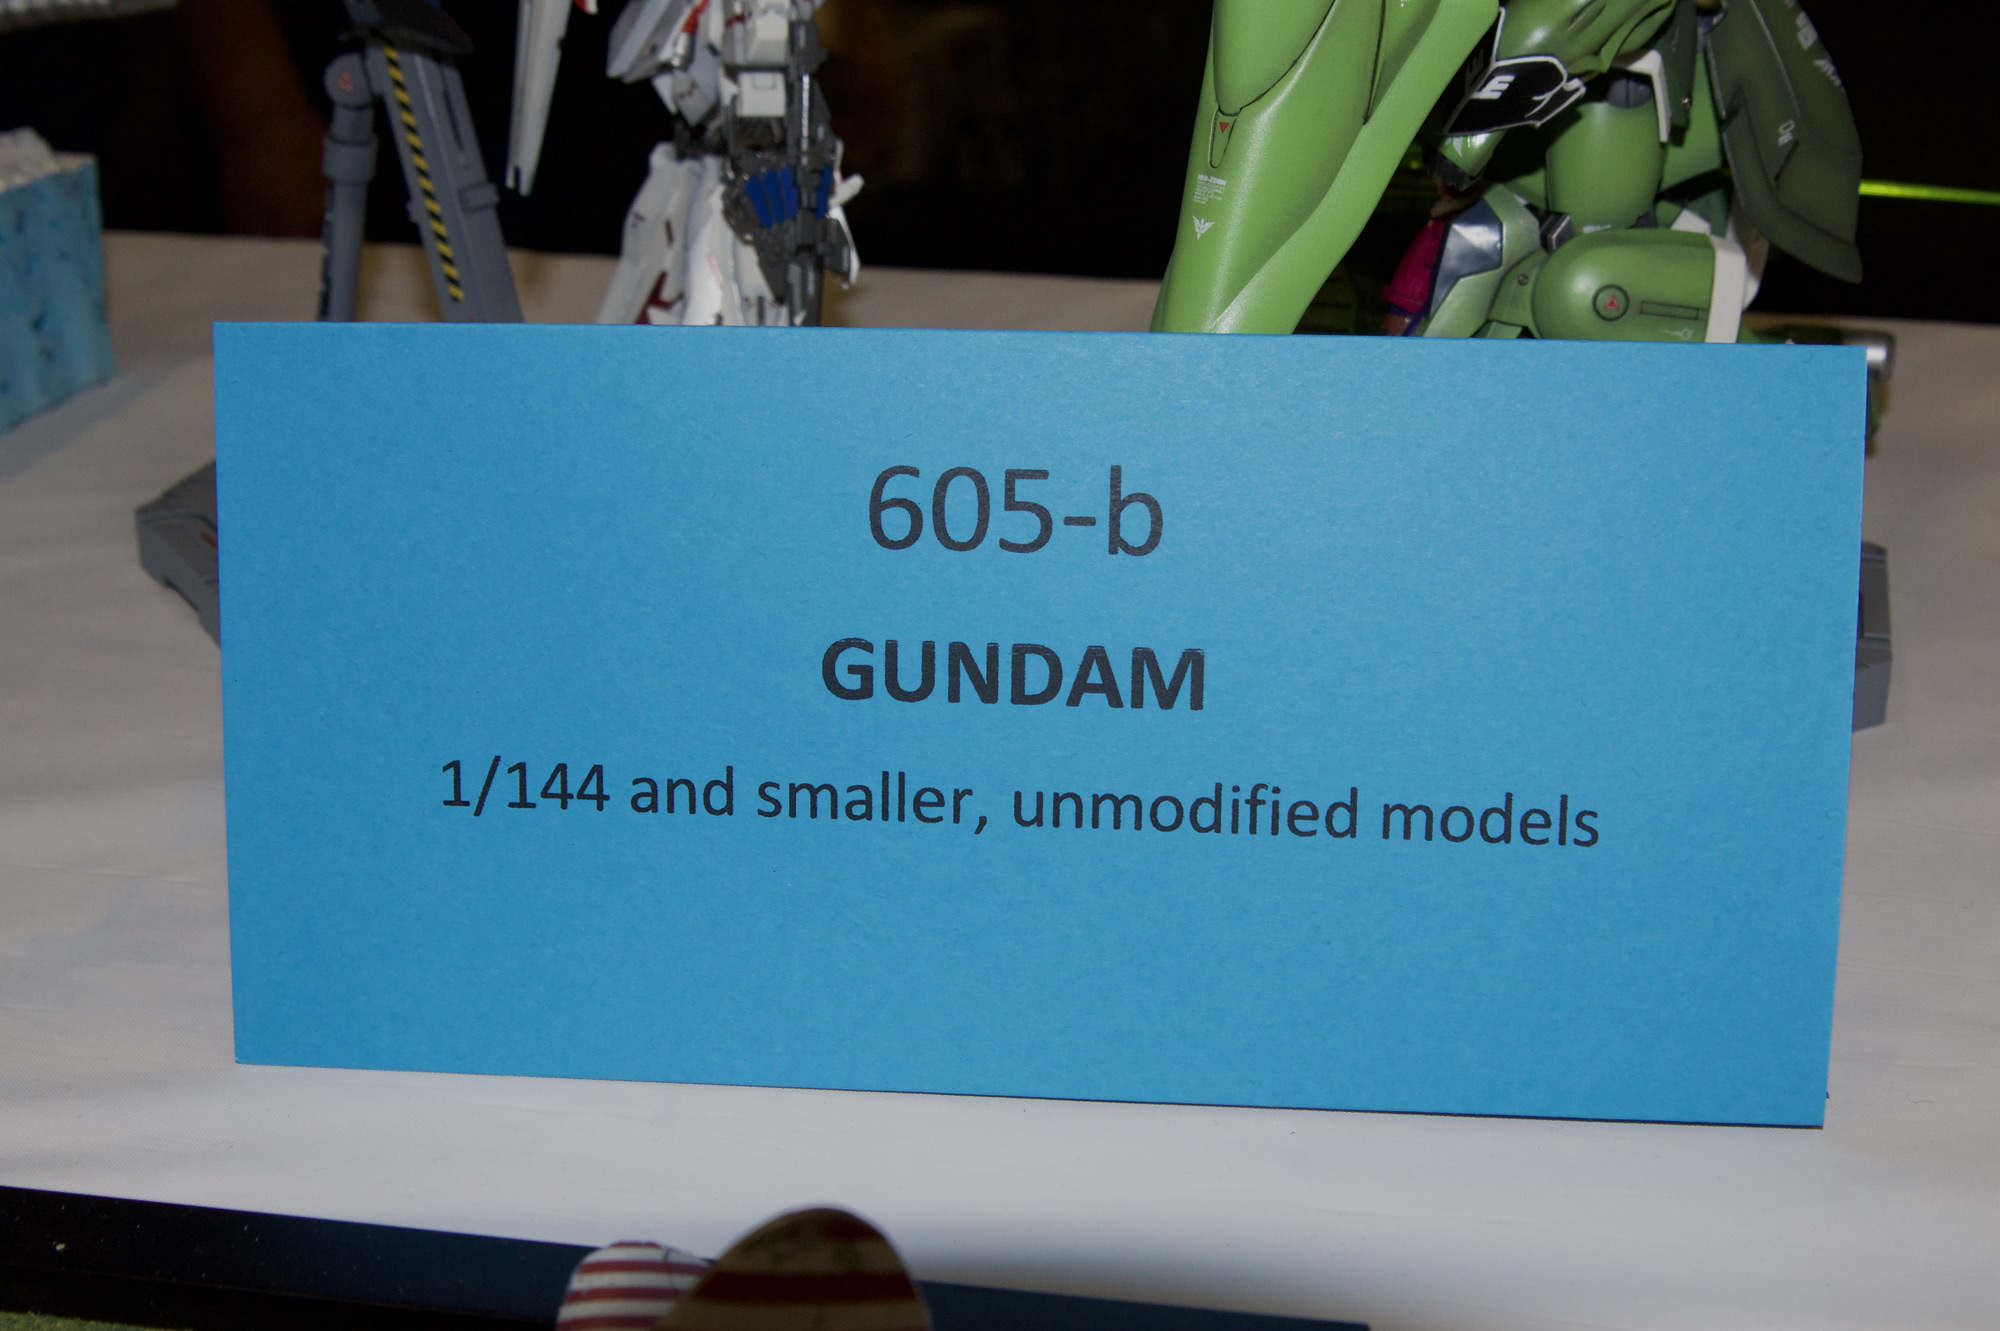 605-b
GUNDAM
1/144 and smaller, unmodified models